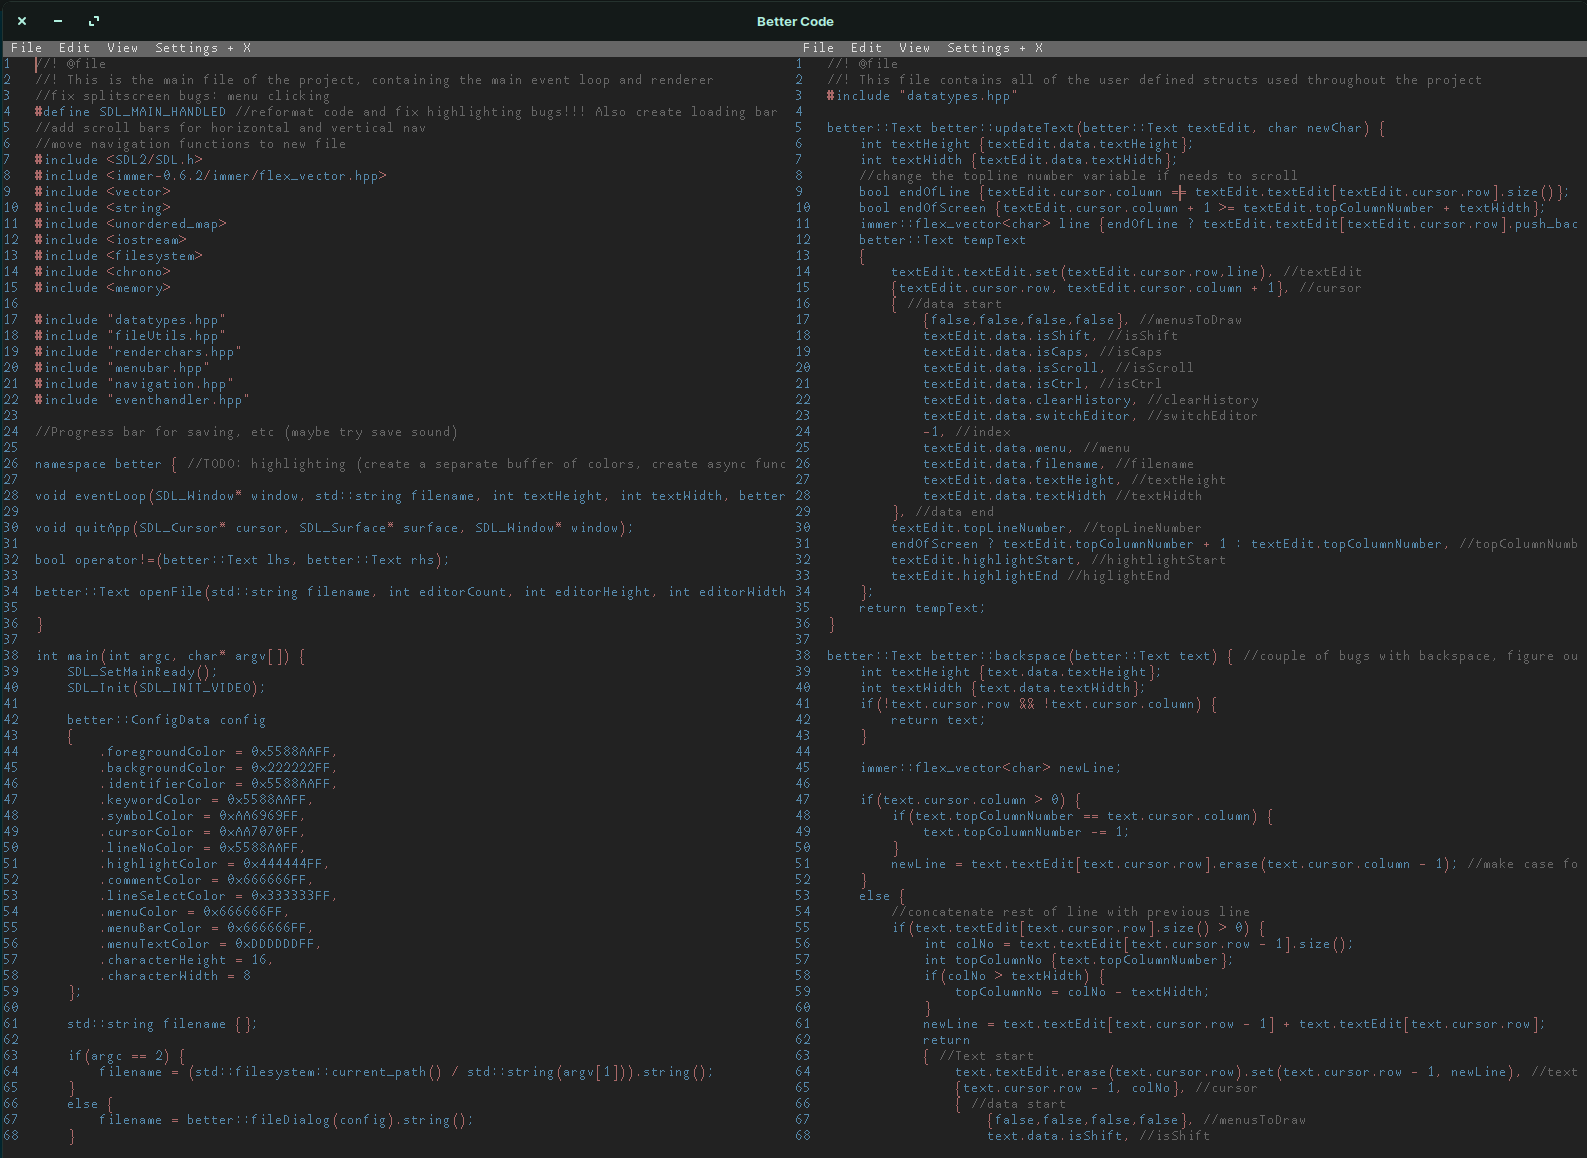 Better Code
File Edit View Settings + X
1 //! @file
2 //! This is the main file of the project, containing the main event loop and renderer
3 //fix splitscreen bugs: menu clicking
4 #define SDL_MAIN_HANDLED //reformat code and fix highlighting bugs!!! Also create loading bar
5 //add scroll bars for horizontal and vertical nav
6 //move navigation functions to new file
7 #include <SDL2/SDL.h>
8 #include <immer-0.6.2/immer/flex_vector.hpp>
9 #include <vector>
10 #include <string>
11 #include <unordered_map>
12 #include <iostream>
13 #include <filesystem>
14 #include <chrono>
15 #include <memory>
16
17 #include "datatypes.hpp"
18 #include "fileUtils.hpp"
19 #include "renderchars.hpp"
20 #include "menubar.hpp"
21 #include "navigation.hpp"
22 #include "eventhandler.hpp"
23
24 //Progress bar for saving, etc (maybe try save sound)
25
26 namespace better { //TODO: highlighting (create a separate buffer of colors, create async func
27
28 void eventLoop(SDL_Window* window, std::string filename, int textHeight, int textWidth, better
29
30 void quitApp(SDL_Cursor* cursor, SDL_Surface* surface, SDL_Window* window);
31
32 bool operator!=(better::Text lhs, better::Text rhs);
33
34 better::Text openFile(std::string filename, int editorCount, int editorHeight, int editorWidth
35
36 }
37
38 int main(int argc, char* argv[]) {
39     SDL_SetMainReady();
40     SDL_Init(SDL_INIT_VIDEO);
41
42     better::ConfigData config
43     {
44         .foregroundColor = 0x5588AAFF,
45         .backgroundColor = 0x222222FF,
46         .identifierColor = 0x5588AAFF,
47         .keywordColor = 0x5588AAFF,
48         .symbolColor = 0xAA6969FF,
49         .cursorColor = 0xAA7070FF,
50         .lineNoColor = 0x5588AAFF,
51         .highlightColor = 0x444444FF,
52         .commentColor = 0x666666FF,
53         .lineSelectColor = 0x333333FF,
54         .menuColor = 0x666666FF,
55         .menuBarColor = 0x666666FF,
56         .menuTextColor = 0xDDDDDDFF,
57         .characterHeight = 16,
58         .characterWidth = 8
59     };
60
61     std::string filename {};
62
63     if(argc == 2) {
64         filename = (std::filesystem::current_path() / std::string(argv[1])).string();
65     }
66     else {
67         filename = better::fileDialog(config).string();
68     }
File Edit View Settings + X
1 //! @file
2 //! This file contains all of the user defined structs used throughout the project
3 #include "datatypes.hpp"
4
5 better::Text better::updateText(better::Text textEdit, char newChar) {
6     int textHeight {textEdit.data.textHeight};
7     int textWidth {textEdit.data.textWidth};
8     //change the topline number variable if needs to scroll
9     bool endOfLine {textEdit.cursor.column == textEdit.textEdit[textEdit.cursor.row].size()};
10     bool endOfScreen {textEdit.cursor.column + 1 >= textEdit.topColumnNumber + textWidth};
11     immer::flex_vector<char> line {endOfLine ? textEdit.textEdit[textEdit.cursor.row].push_bac
12     better::Text tempText
13     {
14         textEdit.textEdit.set(textEdit.cursor.row,line), //textEdit
15         {textEdit.cursor.row, textEdit.cursor.column + 1}, //cursor
16         { //data start
17             {false,false,false,false}, //menusToDraw
18             textEdit.data.isShift, //isShift
19             textEdit.data.isCaps, //isCaps
20             textEdit.data.isScroll, //isScroll
21             textEdit.data.isCtrl, //isCtrl
22             textEdit.data.clearHistory, //clearHistory
23             textEdit.data.switchEditor, //switchEditor
24             -1, //index
25             textEdit.data.menu, //menu
26             textEdit.data.filename, //filename
27             textEdit.data.textHeight, //textHeight
28             textEdit.data.textWidth //textWidth
29         }, //data end
30         textEdit.topLineNumber, //topLineNumber
31         endOfScreen ? textEdit.topColumnNumber + 1 : textEdit.topColumnNumber, //topColumnNumb
32         textEdit.highlightStart, //hightlightStart
33         textEdit.highlightEnd //higlightEnd
34     };
35     return tempText;
36 }
37
38 better::Text better::backspace(better::Text text) { //couple of bugs with backspace, figure ou
39     int textHeight {text.data.textHeight};
40     int textWidth {text.data.textWidth};
41     if(!text.cursor.row && !text.cursor.column) {
42         return text;
43     }
44
45     immer::flex_vector<char> newLine;
46
47     if(text.cursor.column > 0) {
48         if(text.topColumnNumber == text.cursor.column) {
49             text.topColumnNumber -= 1;
50         }
51         newLine = text.textEdit[text.cursor.row].erase(text.cursor.column - 1); //make case fo
52     }
53     else {
54         //concatenate rest of line with previous line
55         if(text.textEdit[text.cursor.row].size() > 0) {
56             int colNo = text.textEdit[text.cursor.row - 1].size();
57             int topColumnNo {text.topColumnNumber};
58             if(colNo > textWidth) {
59                 topColumnNo = colNo - textWidth;
60             }
61             newLine = text.textEdit[text.cursor.row - 1] + text.textEdit[text.cursor.row];
62             return
63             { //Text start
64                 text.textEdit.erase(text.cursor.row).set(text.cursor.row - 1, newLine), //text
65                 {text.cursor.row - 1, colNo}, //cursor
66                 { //data start
67                     {false,false,false,false}, //menusToDraw
68                     text.data.isShift, //isShift